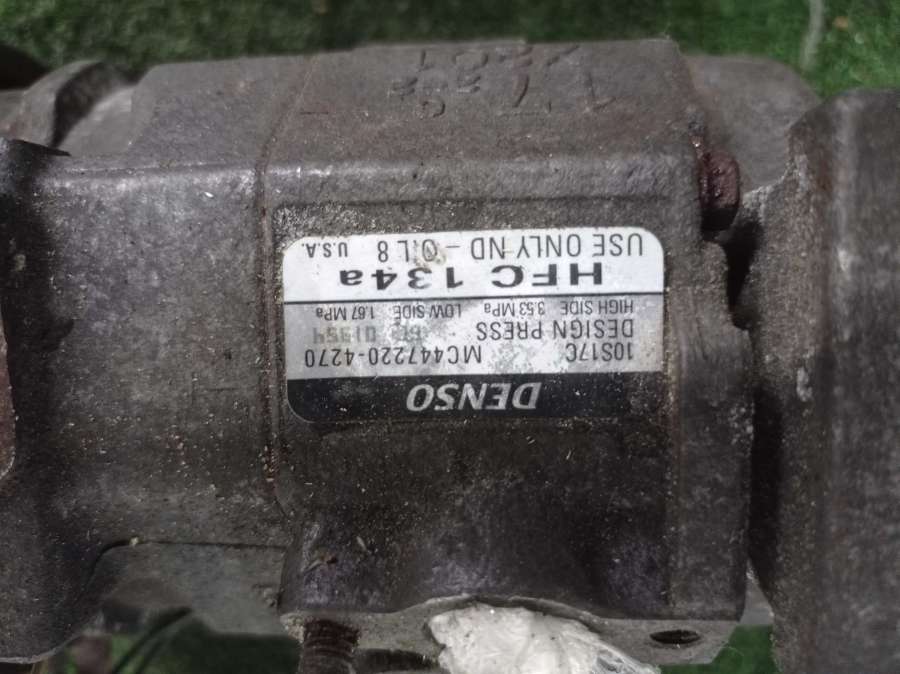 DENSO
10S17C MC447220-4270
DESIGN PRESS
HIGH SIDE 3.53 MPa LOW SIDE 1.67 MPa
HFC 134a
USE ONLY ND-OIL 8 U.S.A.